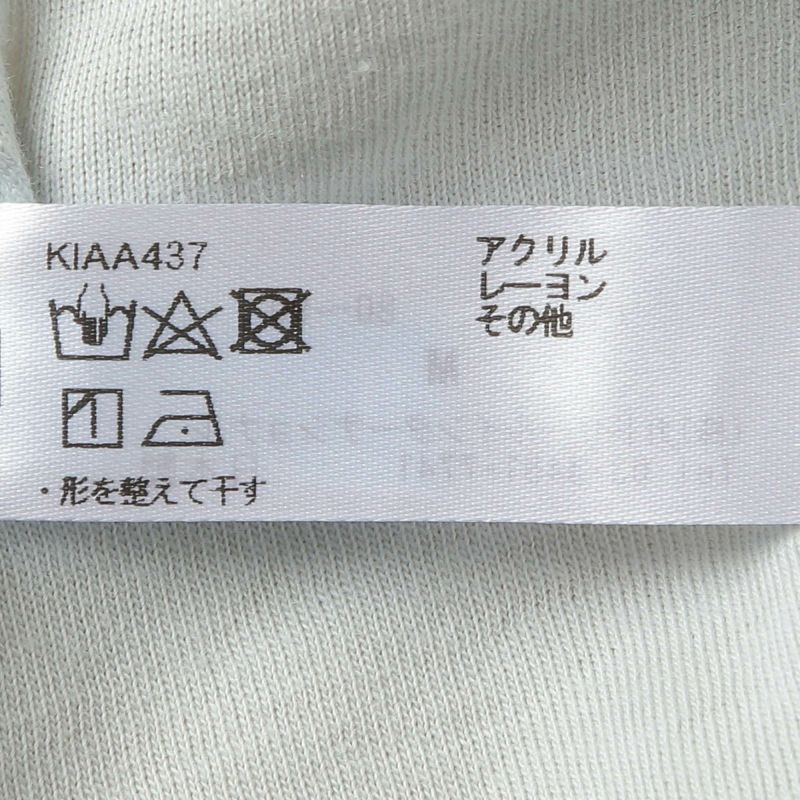 KIAA437
・形を整えて干す
アクリル
レーヨン
その他